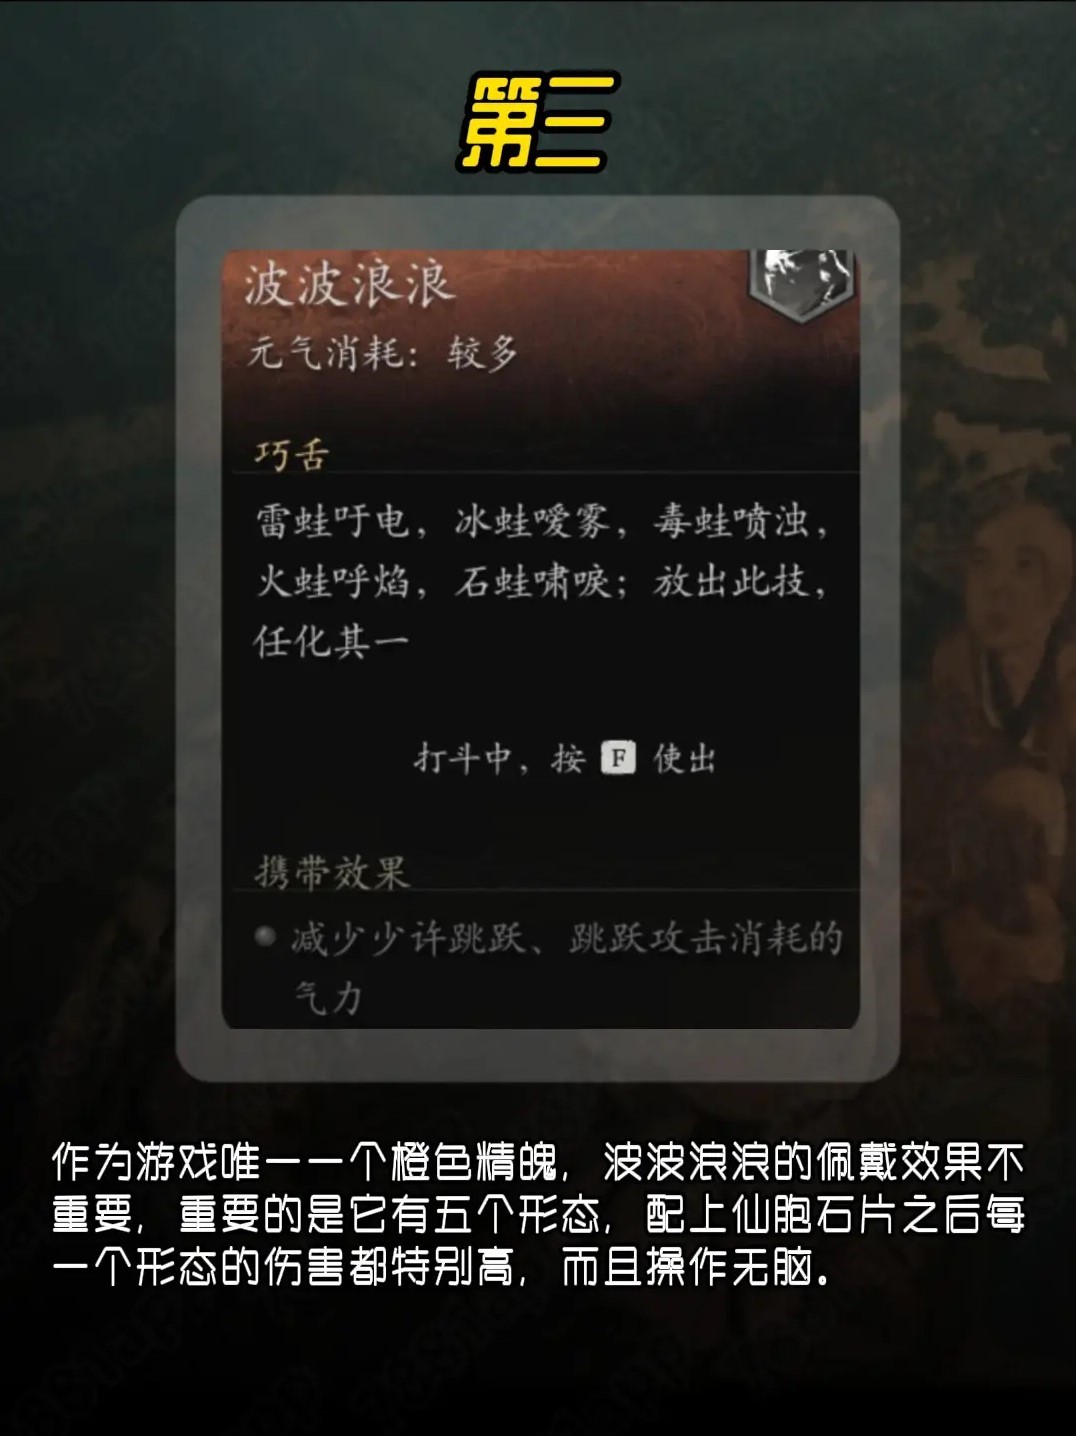 第三
波波浪浪
元气消耗：较多
巧舌
雷蛙吁电，冰蛙嗳雾，毒蛙喷浊，
火蛙呼焰，石蛙啸唳；放出此技，
任化其一
打斗中，按 F 使出
携带效果
减少少许跳跃、跳跃攻击消耗的
气力
作为游戏唯一一个橙色精魄，波波浪浪的佩戴效果不
重要，重要的是它有五个形态，配上仙胞石片之后每
一个形态的伤害都特别高，而且操作无脑。